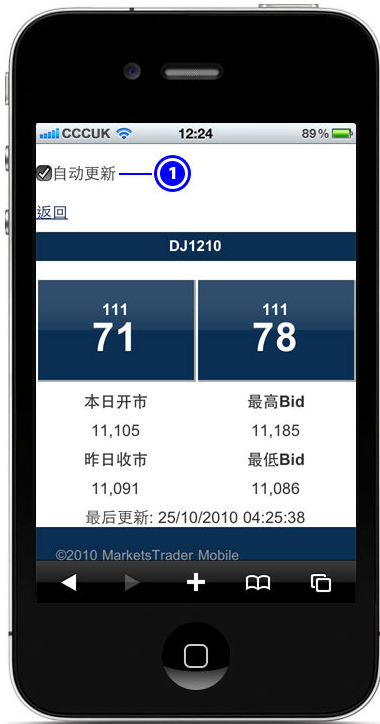 CCCUK 12:24 89%
自动更新 1
返回
DJ1210
111 111
71 78
本日开市 最高Bid
11,105 11,185
昨日收市 最低Bid
11,091 11,086
最后更新: 25/10/2010 04:25:38
©2010 MarketsTrader Mobile